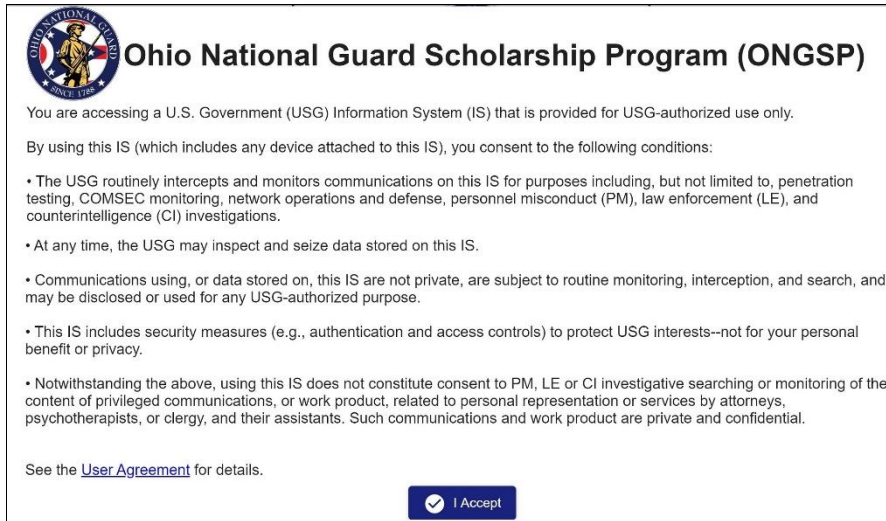 OHIO NATIONAL GUARD
SINCE 1788
Ohio National Guard Scholarship Program (ONGSP)
You are accessing a U.S. Government (USG) Information System (IS) that is provided for USG-authorized use only.
By using this IS (which includes any device attached to this IS), you consent to the following conditions:
• The USG routinely intercepts and monitors communications on this IS for purposes including, but not limited to, penetration
testing, COMSEC monitoring, network operations and defense, personnel misconduct (PM), law enforcement (LE), and
counterintelligence (CI) investigations.
• At any time, the USG may inspect and seize data stored on this IS.
• Communications using, or data stored on, this IS are not private, are subject to routine monitoring, interception, and search, and
may be disclosed or used for any USG-authorized purpose.
• This IS includes security measures (e.g., authentication and access controls) to protect USG interests--not for your personal
benefit or privacy.
• Notwithstanding the above, using this IS does not constitute consent to PM, LE or CI investigative searching or monitoring of the
content of privileged communications, or work product, related to personal representation or services by attorneys,
psychotherapists, or clergy, and their assistants. Such communications and work product are private and confidential.
See the User Agreement for details.
I Accept